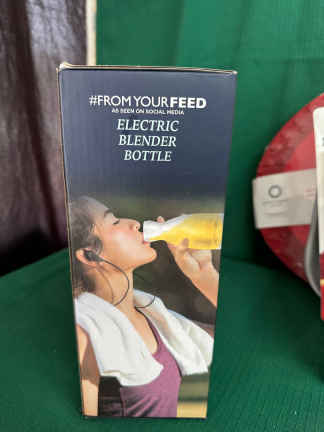 #FROMYOURFEED
AS SEEN ON SOCIAL MEDIA
ELECTRIC
BLENDER
BOTTLE